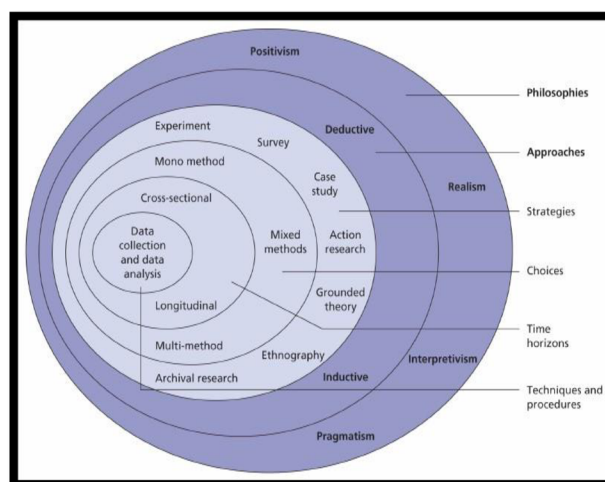 Positivism
Philosophies
Experiment
Survey
Deductive
Approaches
Mono method
Case
study
Realism
Cross-sectional
Strategies
Data
collection
and data
analysis
Mixed
methods
Action
research
Choices
Longitudinal
Grounded
theory
Time
horizons
Multi-method
Ethnography
Interpretivism
Archival research
Inductive
Techniques and
procedures
Pragmatism